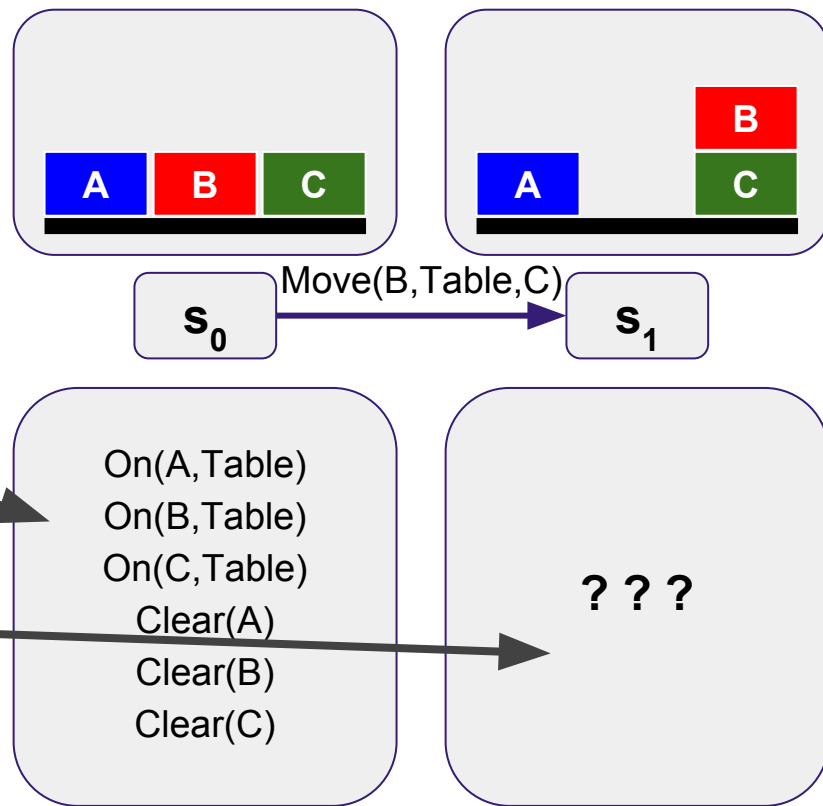 A B C
B
A C
Move(B,Table,C)
s0
s1
On(A,Table)
On(B,Table)
On(C,Table)
Clear(A)
Clear(B)
Clear(C)
? ? ?